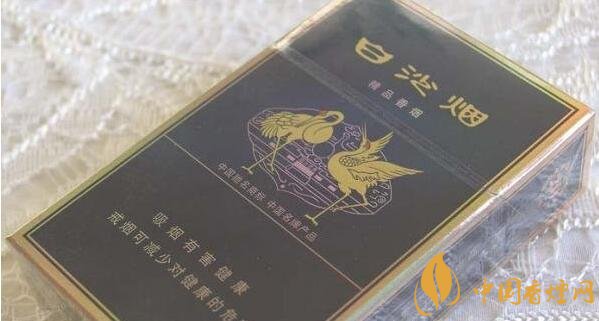 白沙烟
精品香烟
中国驰名商标 中国名牌产品
吸烟有害健康
戒烟可减少对健康的危
中国香烟网